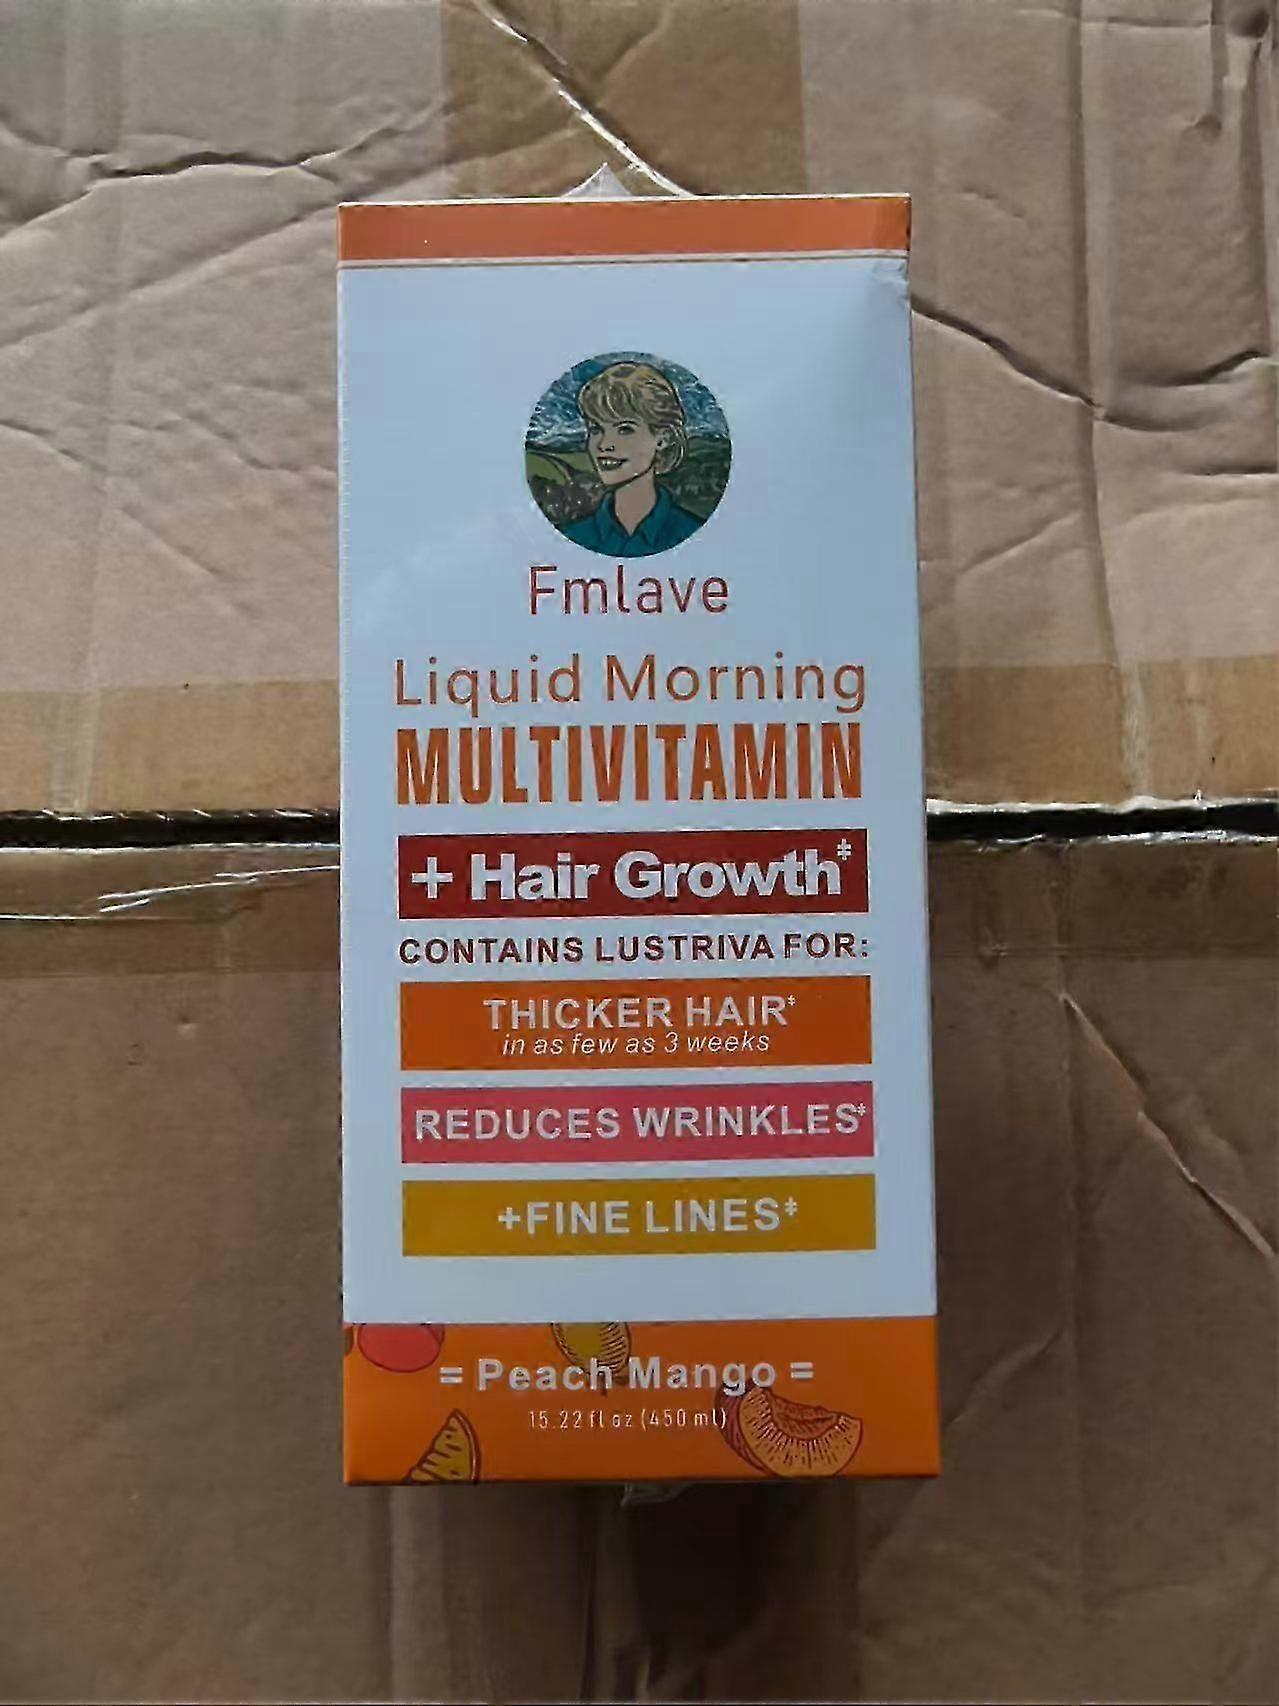 Fmlave
Liquid Morning
MULTIVITAMIN
+ Hair Growth‡
CONTAINS LUSTRIVA FOR:
THICKER HAIR‡
in as few as 3 weeks
REDUCES WRINKLES‡
+FINE LINES‡
= Peach Mango =
15.22 fl oz (450 ml)